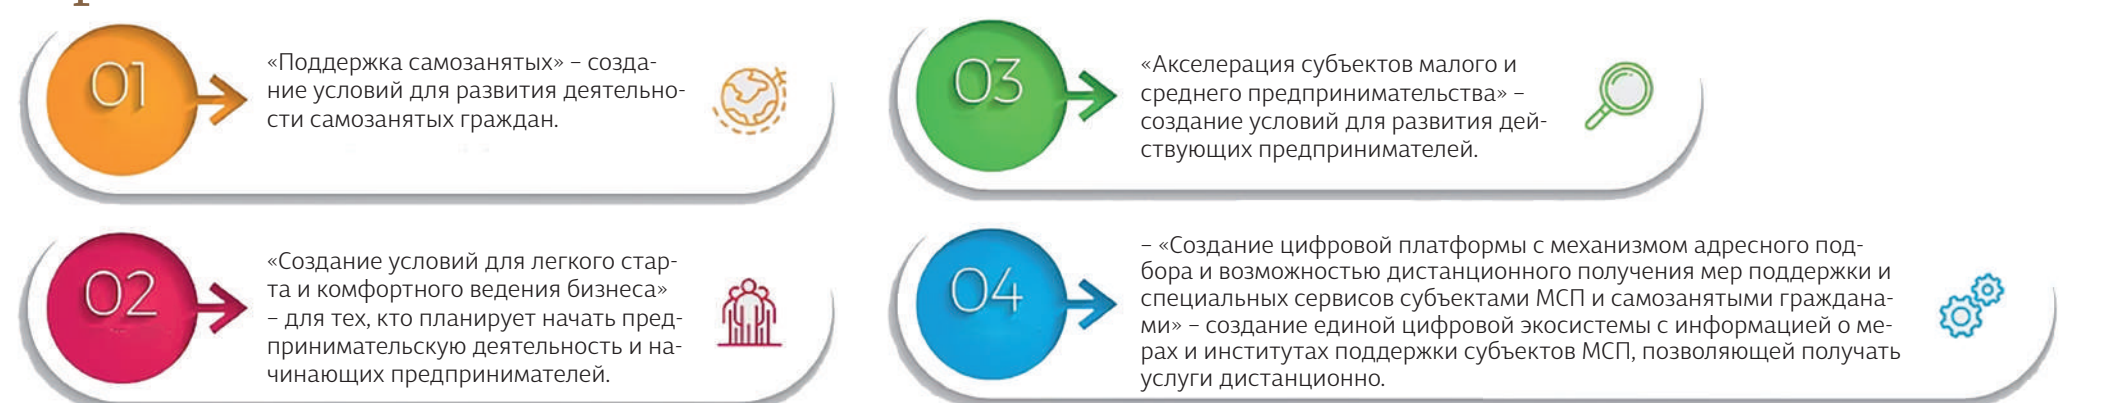 01
«Поддержка самозанятых» – созда-
ние условий для развития деятельно-
сти самозанятых граждан.
02
«Создание условий для легкого стар-
та и комфортного ведения бизнеса»
– для тех, кто планирует начать пред-
принимательскую деятельность и на-
чинающих предпринимателей.
03
«Акселерация субъектов малого и
среднего предпринимательства» –
создание условий для развития дей-
ствующих предпринимателей.
04
– «Создание цифровой платформы с механизмом адресного под-
бора и возможностью дистанционного получения мер поддержки и
специальных сервисов субъектами МСП и самозанятыми граждана-
ми» – создание единой цифровой экосистемы с информацией о ме-
рах и институтах поддержки субъектов МСП, позволяющей получать
услуги дистанционно.